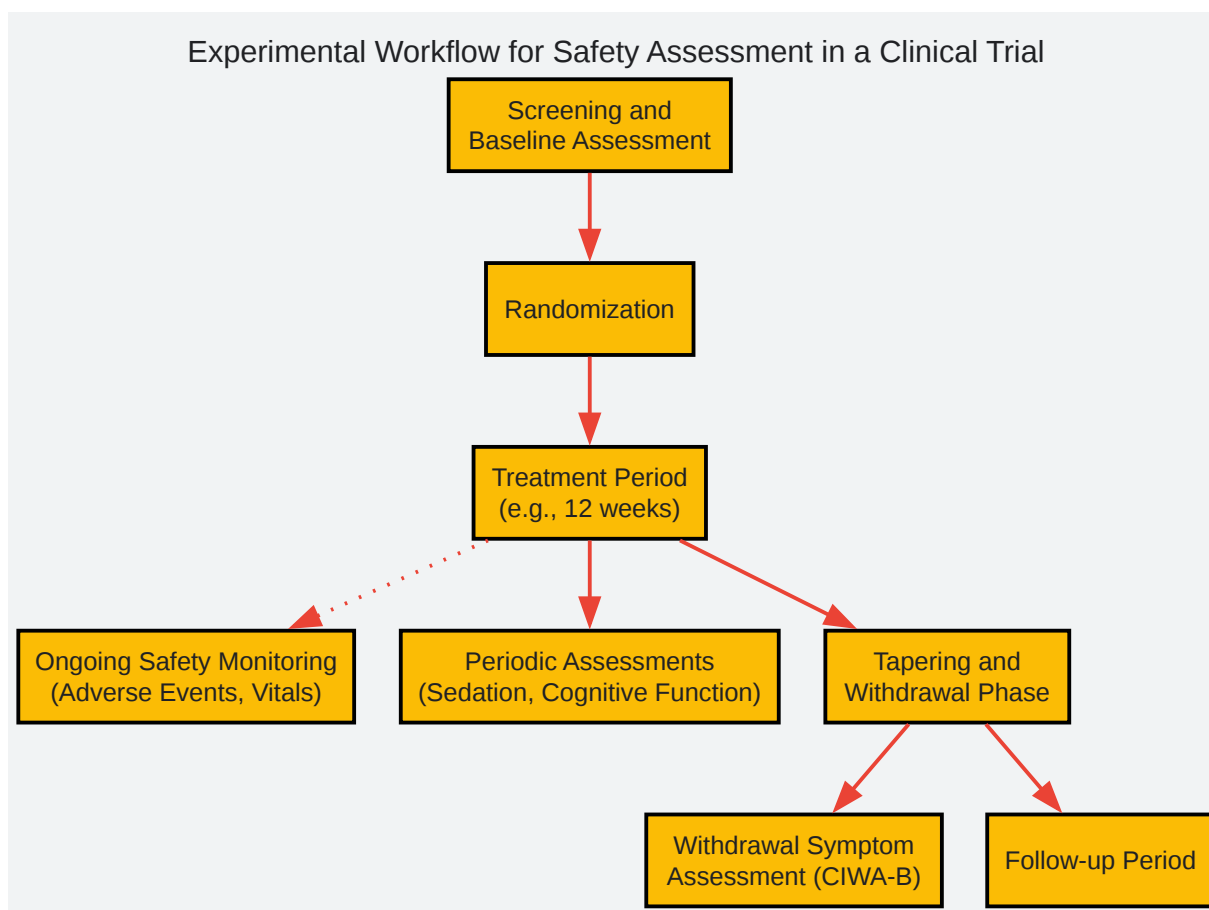 Experimental Workflow for Safety Assessment in a Clinical Trial
Screening and
Baseline Assessment
Randomization
Treatment Period
(e.g., 12 weeks)
Ongoing Safety Monitoring
(Adverse Events, Vitals)
Periodic Assessments
(Sedation, Cognitive Function)
Tapering and
Withdrawal Phase
Withdrawal Symptom
Assessment (CIWA-B)
Follow-up Period